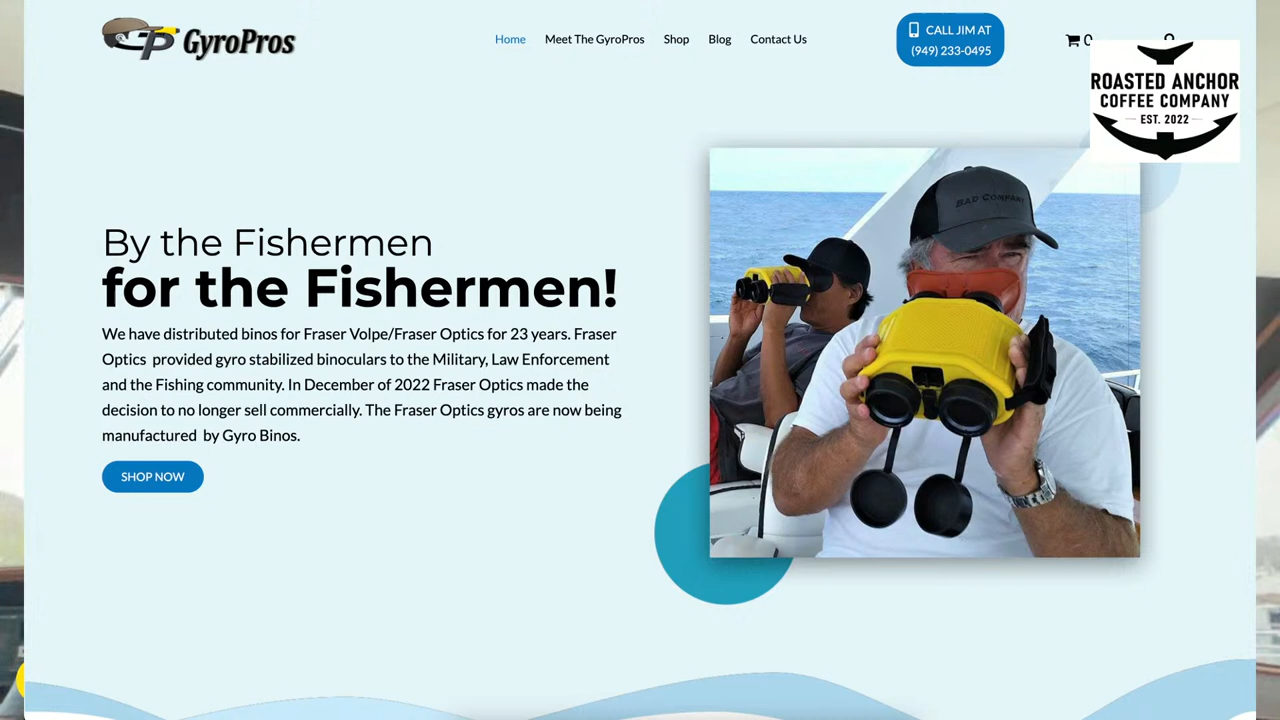 GP GyroPros
Home Meet The GyroPros Shop Blog Contact Us
CALL JIM AT
(949) 233-0495
0
ROASTED ANCHOR
COFFEE COMPANY
EST. 2022
BAD COMPANY
By the Fishermen
for the Fishermen!
We have distributed binos for Fraser Volpe/Fraser Optics for 23 years. Fraser
Optics provided gyro stabilized binoculars to the Military, Law Enforcement
and the Fishing community. In December of 2022 Fraser Optics made the
decision to no longer sell commercially. The Fraser Optics gyros are now being
manufactured by Gyro Binos.
SHOP NOW